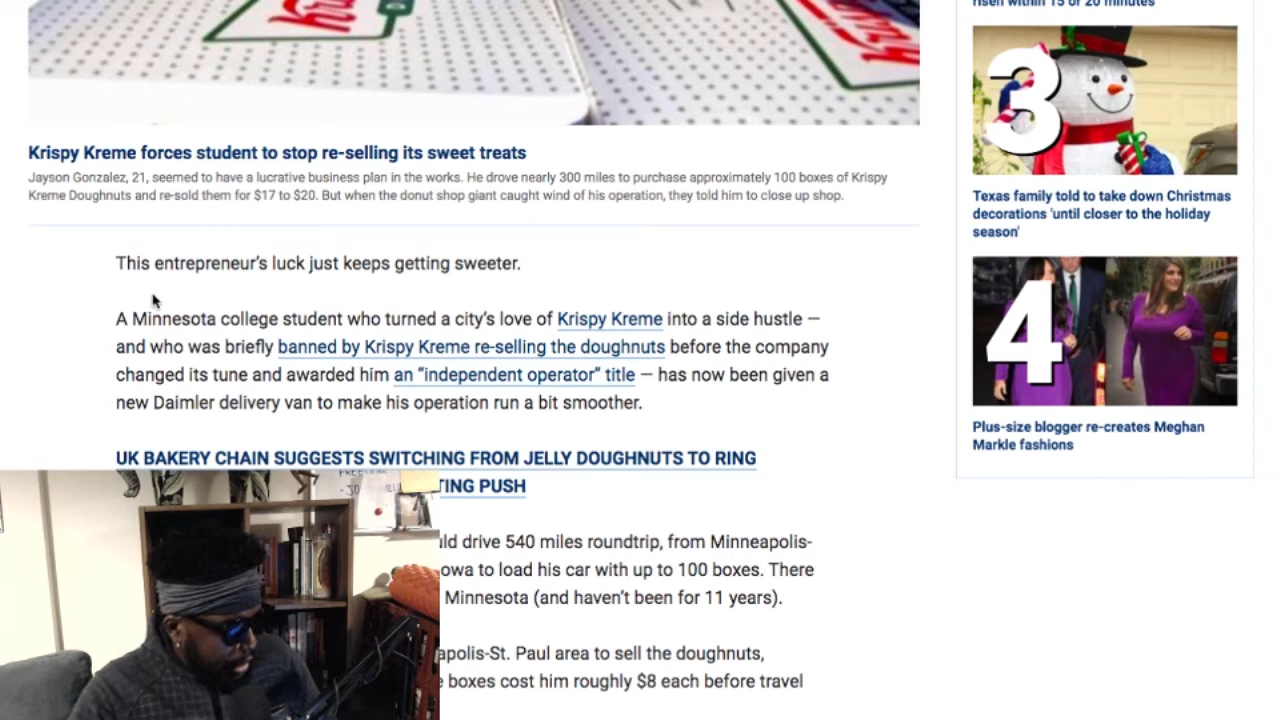 Krispy Kreme forces student to stop re-selling its sweet treats
Jayson Gonzalez, 21, seemed to have a lucrative business plan in the works. He drove nearly 300 miles to purchase approximately 100 boxes of Krispy
Kreme Doughnuts and re-sold them for $17 to $20. But when the donut shop giant caught wind of his operation, they told him to close up shop.
This entrepreneur's luck just keeps getting sweeter.
A Minnesota college student who turned a city's love of Krispy Kreme into a side hustle —
and who was briefly banned by Krispy Kreme re-selling the doughnuts before the company
changed its tune and awarded him an "independent operator" title — has now been given a
new Daimler delivery van to make his operation run a bit smoother.
UK BAKERY CHAIN SUGGESTS SWITCHING FROM JELLY DOUGHNUTS TO RING
TING PUSH
uld drive 540 miles roundtrip, from Minneapolis-
owa to load his car with up to 100 boxes. There
Minnesota (and haven't been for 11 years).
apolis-St. Paul area to sell the doughnuts,
boxes cost him roughly $8 each before travel
risen within 15 or 20 minutes
3
Texas family told to take down Christmas
decorations 'until closer to the holiday
season'
4
Plus-size blogger re-creates Meghan
Markle fashions